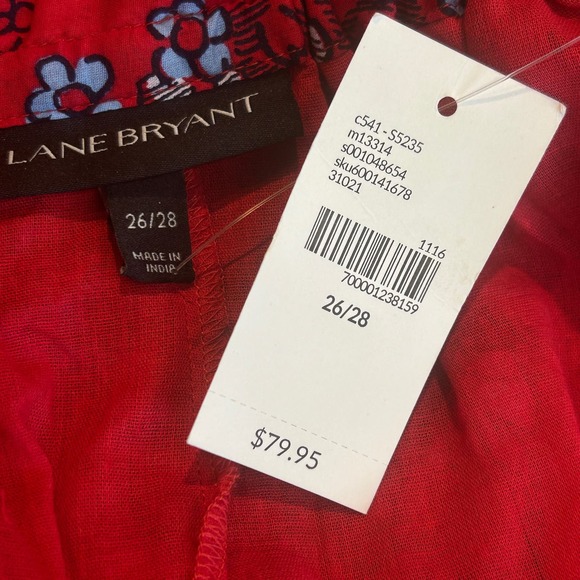 LANE BRYANT
26/28
MADE IN
INDIA
c541 - S5235
m13314
s001048654
sku600141678
31021
1116
700001238159
26/28
$79.95